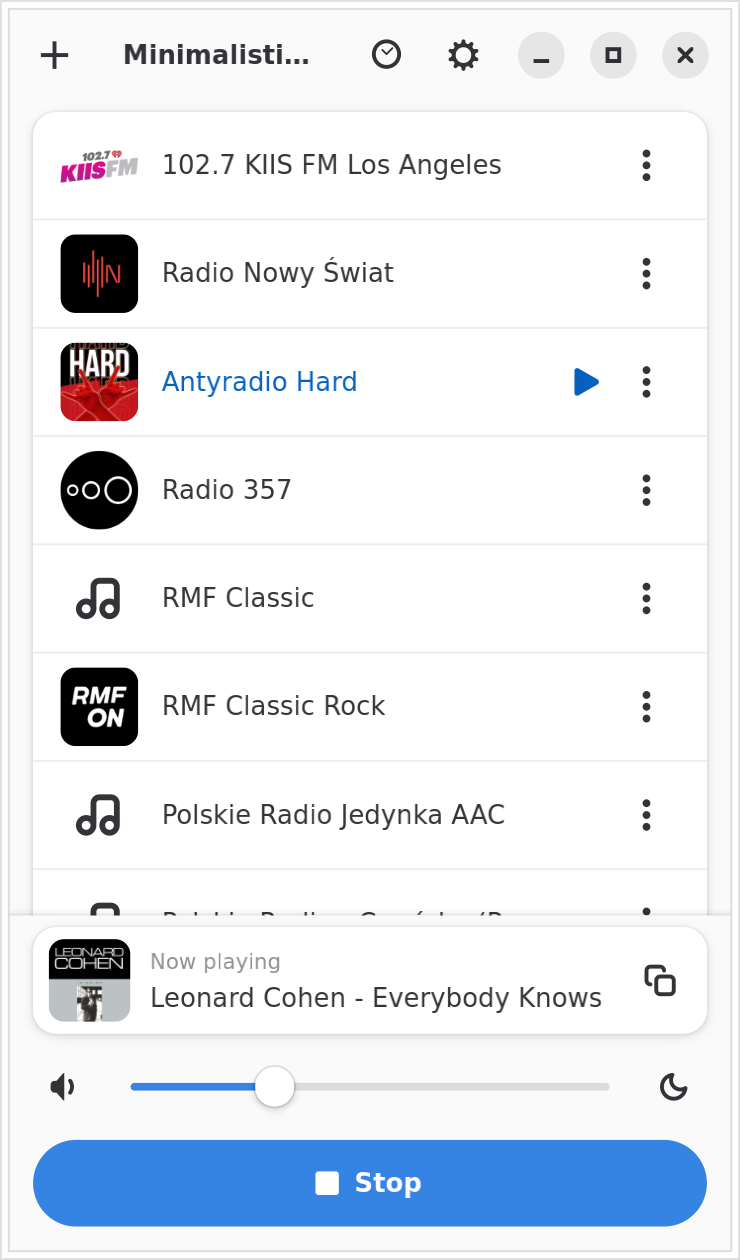 Minimalisti...
102.7
KIIS FM
102.7 KIIS FM Los Angeles
N
Radio Nowy Świat
HARD
Antyradio Hard
Radio 357
RMF Classic
RMF
ON
RMF Classic Rock
Polskie Radio Jedynka AAC
LEONARD
COHEN
Now playing
Leonard Cohen - Everybody Knows
Stop